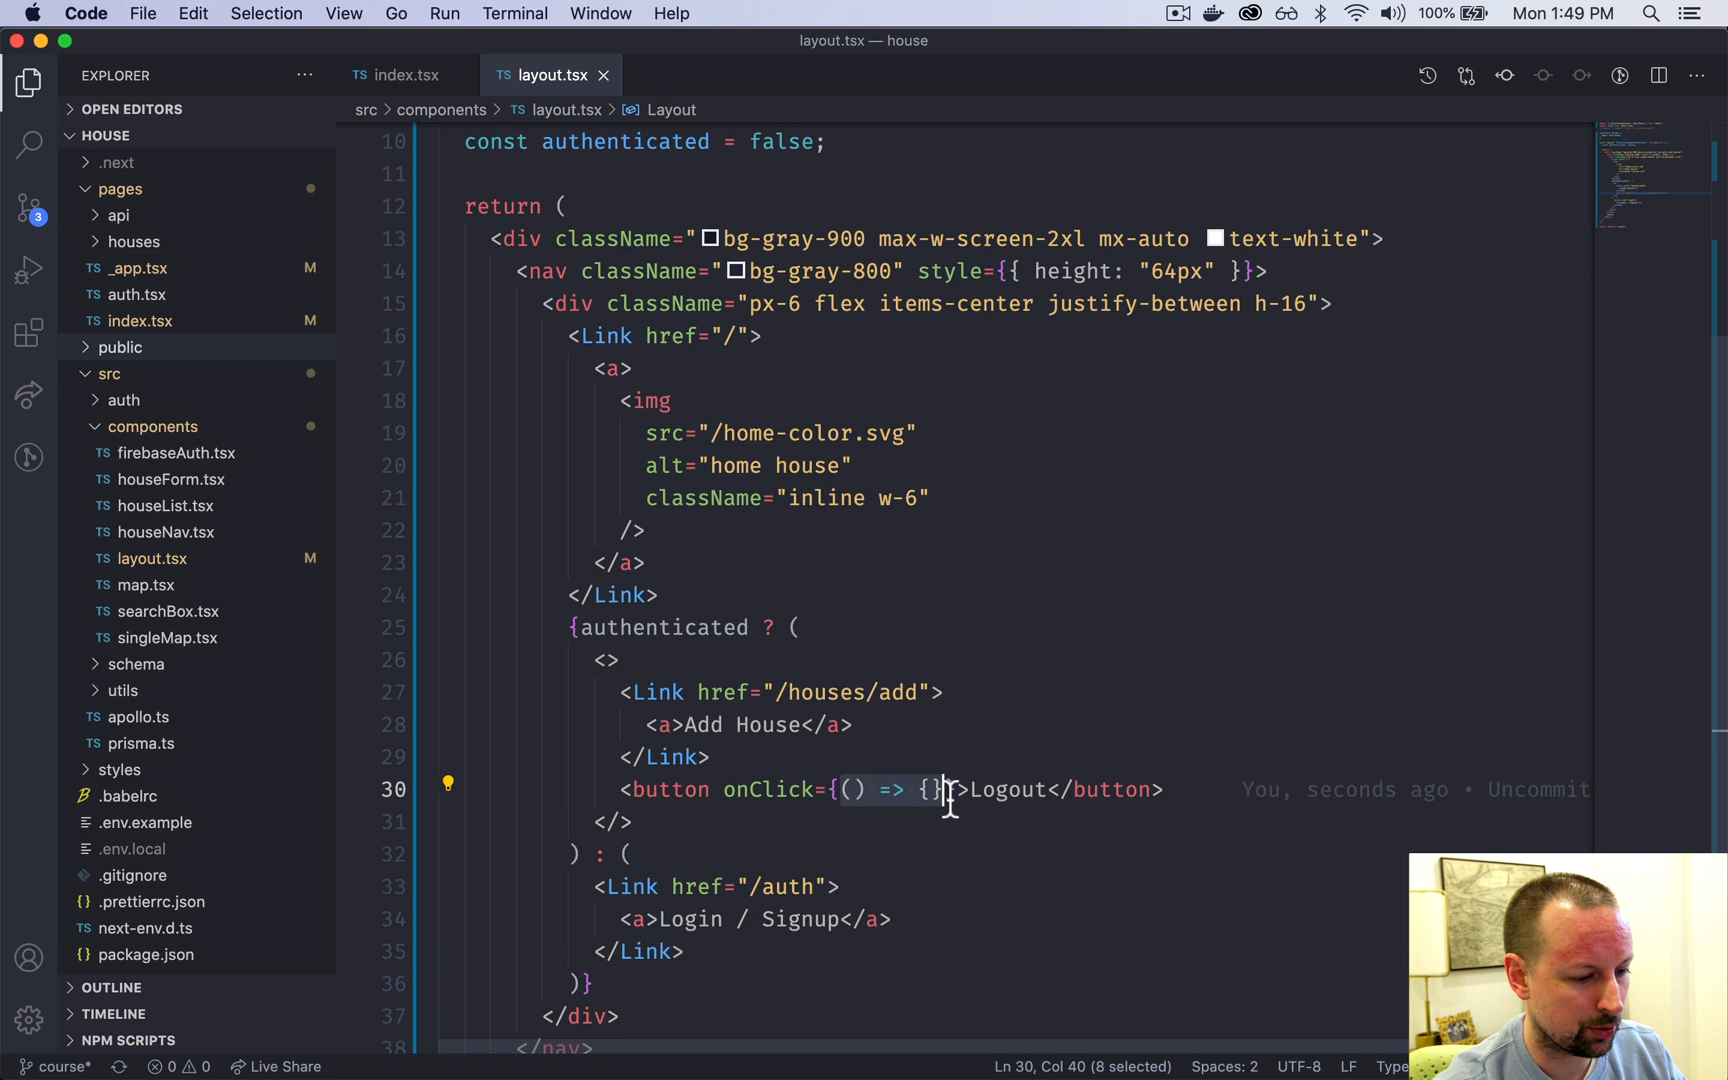 Code File Edit Selection View Go Run Terminal Window Help 100% Mon 1:49 PM
layout.tsx — house
EXPLORER ··· TS index.tsx TS layout.tsx
OPEN EDITORS
src > components > TS layout.tsx > Layout
HOUSE
.next
pages
api
houses
_app.tsx M
TS auth.tsx
TS index.tsx M
public
src
auth
components
TS firebaseAuth.tsx
TS houseForm.tsx
TS houseList.tsx
TS houseNav.tsx
TS layout.tsx M
TS map.tsx
TS searchBox.tsx
TS singleMap.tsx
schema
utils
TS apollo.ts
TS prisma.ts
styles
.babelrc
.env.example
.env.local
.gitignore
{} .prettierrc.json
TS next-env.d.ts
{} package.json
OUTLINE
TIMELINE
NPM SCRIPTS
3
10 const authenticated = false;
11
12 return (
13 <div className="bg-gray-900 max-w-screen-2xl mx-auto text-white">
14 <nav className="bg-gray-800" style={{ height: "64px" }}>
15 <div className="px-6 flex items-center justify-between h-16">
16 <Link href="/">
17 <a>
18 <img
19 src="/home-color.svg"
20 alt="home house"
21 className="inline w-6"
22 />
23 </a>
24 </Link>
25 {authenticated ? (
26 <>
27 <Link href="/houses/add">
28 <a>Add House</a>
29 </Link>
30 <button onClick={() => {}}>Logout</button> You, seconds ago • Uncommit
31 </>
32 ) : (
33 <Link href="/auth">
34 <a>Login / Signup</a>
35 </Link>
36 )}
37 </div>
38 </nav>
course* 0 0 Live Share Ln 30, Col 40 (8 selected) Spaces: 2 UTF-8 LF Type